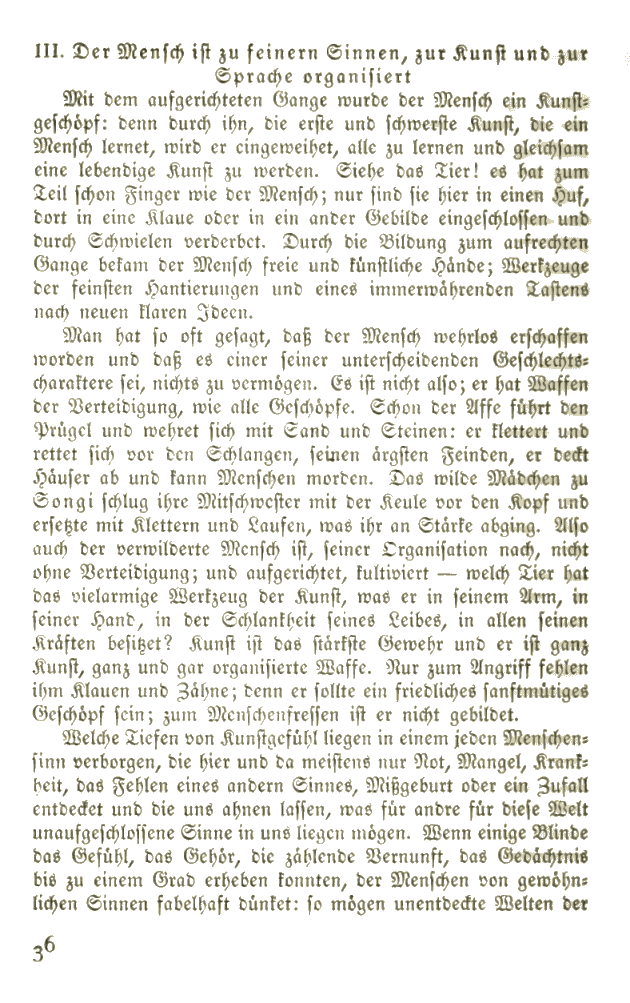 III. Der Mensch ist zu feinern Sinnen, zur Kunst und zur
Sprache organisiert
Mit dem aufgerichteten Gange wurde der Mensch ein Kunst-
geschöpf: denn durch ihn, die erste und schwerste Kunst, die ein
Mensch lernet, wird er eingeweihet, alle zu lernen und gleichsam
eine lebendige Kunst zu werden. Siehe das Tier! es hat zum
Teil schon Finger wie der Mensch; nur sind sie hier in einen Huf,
dort in eine Klaue oder in ein ander Gebilde eingeschlossen und
durch Schwielen verderbet. Durch die Bildung zum aufrechten
Gange bekam der Mensch freie und künstliche Hände; Werkzeuge
der feinsten Hantierungen und eines immerwährenden Tastens
nach neuen klaren Ideen.
Man hat so oft gesagt, daß der Mensch wehrlos erschaffen
worden und daß es einer seiner unterscheidenden Geschlechts-
charaktere sei, nichts zu vermögen. Es ist nicht also; er hat Waffen
der Verteidigung, wie alle Geschöpfe. Schon der Affe führt den
Prügel und wehret sich mit Sand und Steinen: er klettert und
rettet sich vor den Schlangen, seinen ärgsten Feinden, er deckt
Häuser ab und kann Menschen morden. Das wilde Mädchen zu
Songi schlug ihre Mitschwester mit der Keule vor den Kopf und
ersetzte mit Klettern und Laufen, was ihr an Stärke abging. Also
auch der verwilderte Mensch ist, seiner Organisation nach, nicht
ohne Verteidigung; und aufgerichtet, kultiviert — welch Tier hat
das vielarmige Werkzeug der Kunst, was er in seinem Arm, in
seiner Hand, in der Schlankheit seines Leibes, in allen seinen
Kräften besitzet? Kunst ist das stärkste Gewehr und er ist ganz
Kunst, ganz und gar organisierte Waffe. Nur zum Angriff fehlen
ihm Klauen und Zähne; denn er sollte ein friedliches sanftmütiges
Geschöpf sein; zum Menschenfressen ist er nicht gebildet.
Welche Tiefen von Kunstgefühl liegen in einem jeden Menschen-
sinn verborgen, die hier und da meistens nur Not, Mangel, Krank-
heit, das Fehlen eines andern Sinnes, Mißgeburt oder ein Zufall
entdecket und die uns ahnen lassen, was für andre für diese Welt
unaufgeschlossene Sinne in uns liegen mögen. Wenn einige Blinde
das Gefühl, das Gehör, die zählende Vernunft, das Gedächtnis
bis zu einem Grad erheben konnten, der Menschen von gewöhn-
lichen Sinnen fabelhaft dünket: so mögen unentdeckte Welten der
36